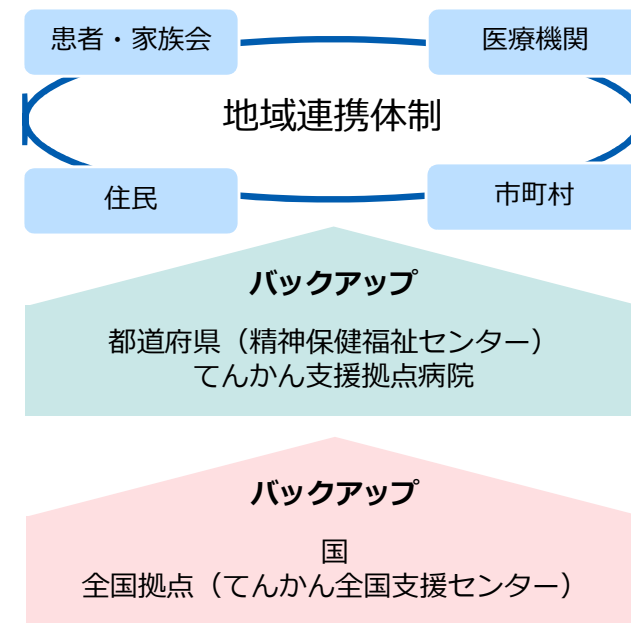 患者・家族会
医療機関
地域連携体制
住民
市町村
バックアップ
都道府県（精神保健福祉センター）
てんかん支援拠点病院
バックアップ
国
全国拠点（てんかん全国支援センター）